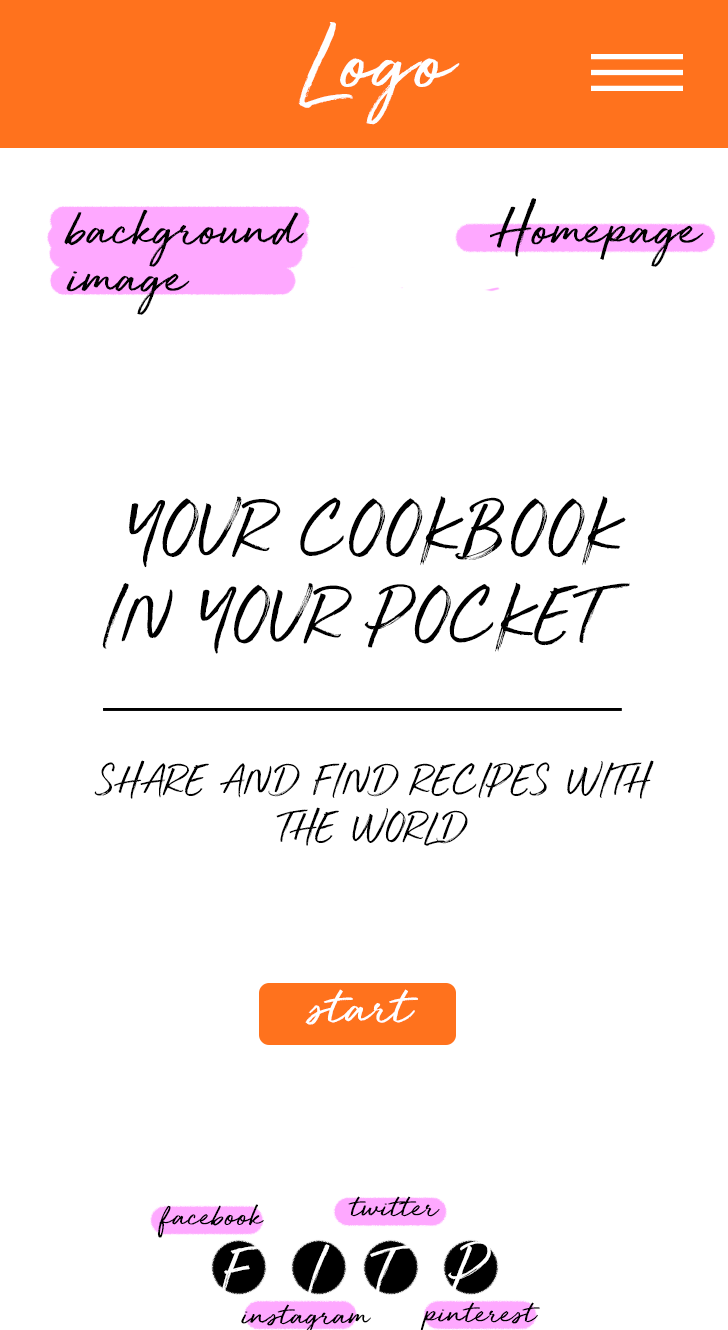 Logo
background
image
Homepage
YOUR COOKBOOK
IN YOUR POCKET
SHARE AND FIND RECIPES WITH
THE WORLD
start
facebook
twitter
F I T P
instagram
pinterest